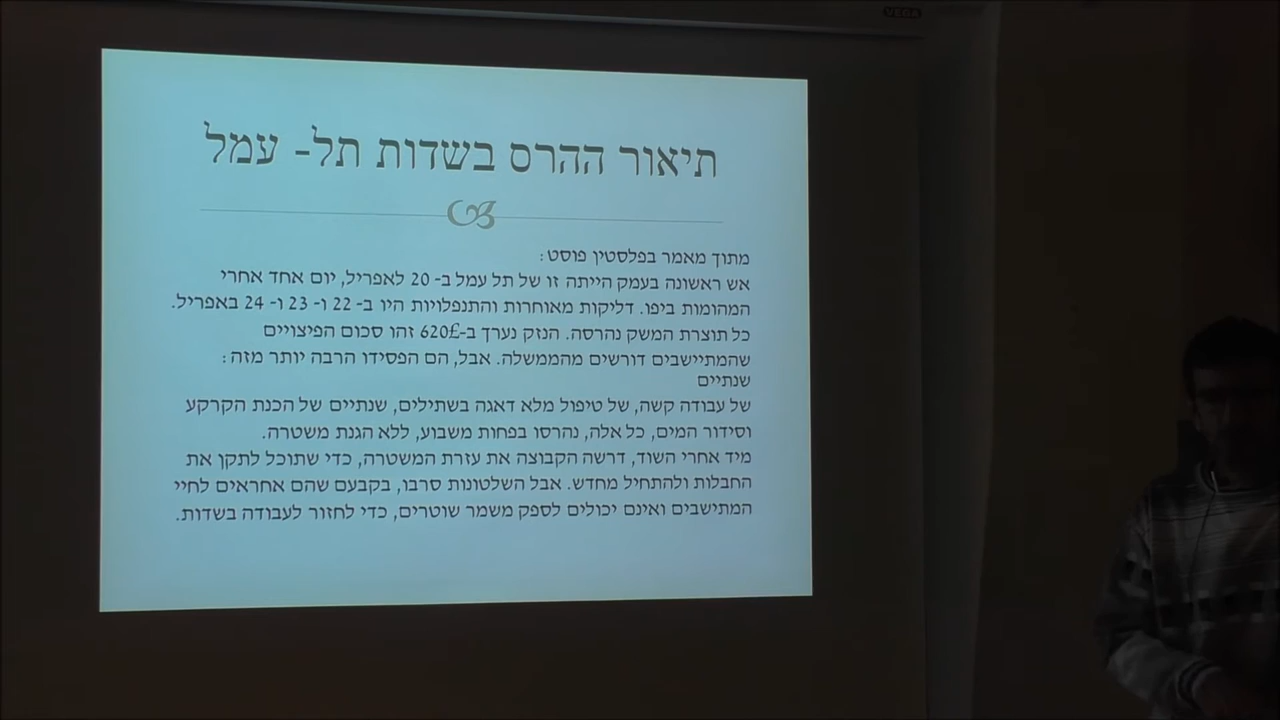 VEGA
תיאור ההרס בשדות תל- עמל
מתוך מאמר בפלסטין פוסט:
אש ראשונה בעמק הייתה זו של תל עמל ב- 20 לאפריל, יום אחד אחרי
המהומות ביפו. דליקות מאוחרות והתנפלויות היו ב- 22 ו- 23 ו- 24 באפריל.
כל תוצרת המשק נהרסה. הנזק נערך ב-620£ זהו סכום הפיצויים
שהמתיישבים דורשים מהממשלה. אבל, הם הפסידו הרבה יותר מזה:
שנתיים
של עבודה קשה, של טיפול מלא דאגה בשתילים, שנתיים של הכנת הקרקע
וסידור המים, כל אלה, נהרסו בפחות משבוע, ללא הגנת משטרה.
מיד אחרי השוד, דרשה הקבוצה את עזרת המשטרה, כדי שתוכל לתקן את
החבלות ולהתחיל מחדש. אבל השלטונות סרבו, בקבעם שהם אחראים לחיי
המתישבים ואינם יכולים לספק משמר שוטרים, כדי לחזור לעבודה בשדות.